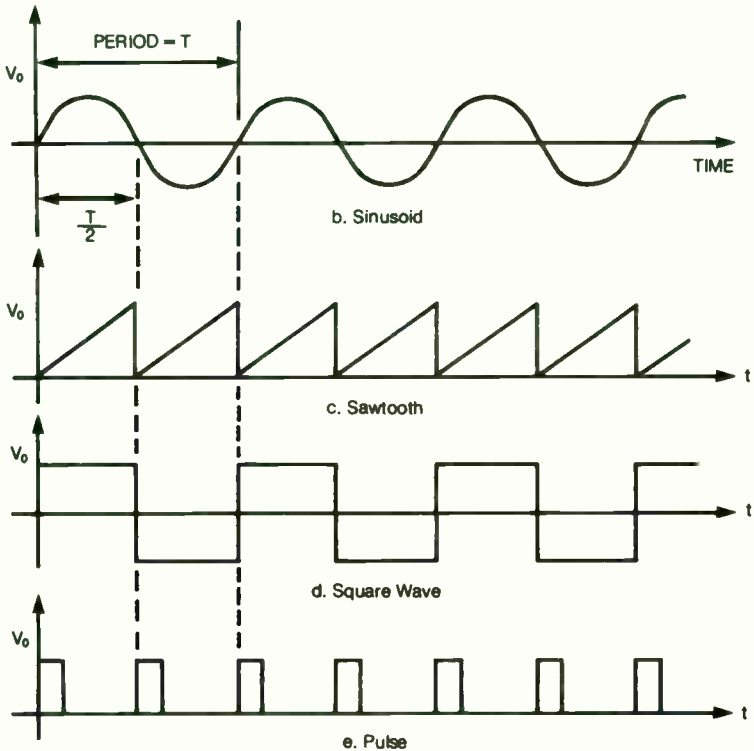 PERIOD = T
V₀
TIME
T
2
b. Sinusoid
V₀
t
c. Sawtooth
V₀
t
d. Square Wave
V₀
t
e. Pulse